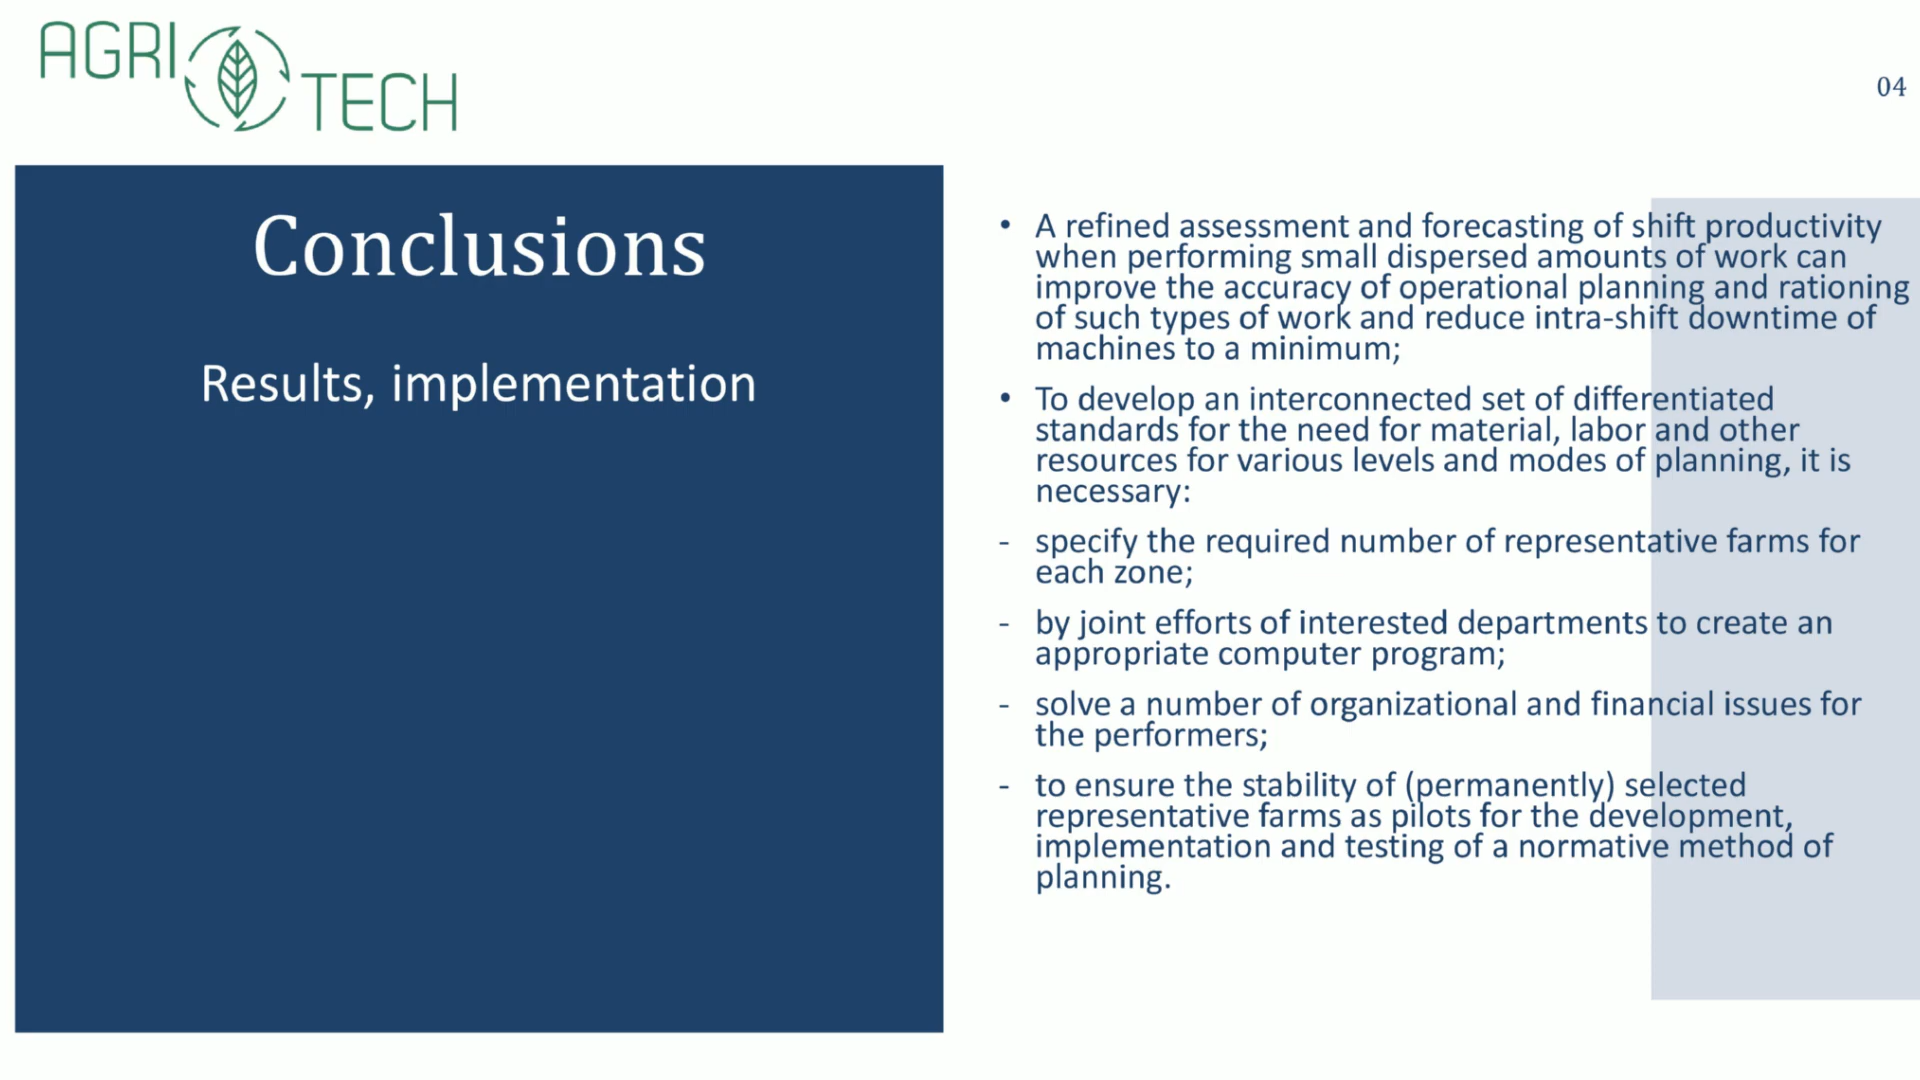 AGRI TECH
04
Conclusions
Results, implementation
• A refined assessment and forecasting of shift productivity
when performing small dispersed amounts of work can
improve the accuracy of operational planning and rationing
of such types of work and reduce intra-shift downtime of
machines to a minimum;
• To develop an interconnected set of differentiated
standards for the need for material, labor and other
resources for various levels and modes of planning, it is
necessary:
- specify the required number of representative farms for
each zone;
- by joint efforts of interested departments to create an
appropriate computer program;
- solve a number of organizational and financial issues for
the performers;
- to ensure the stability of (permanently) selected
representative farms as pilots for the development,
implementation and testing of a normative method of
planning.